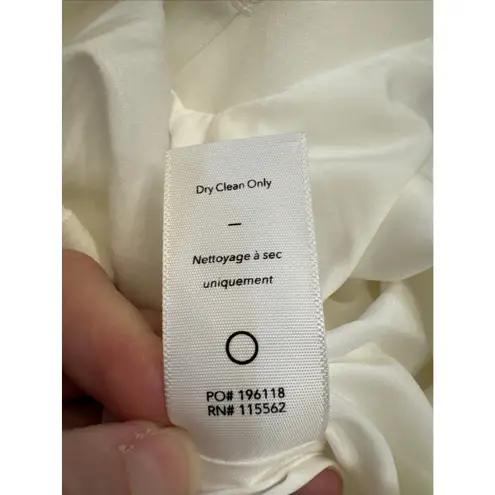 Dry Clean Only
—
Nettoyage à sec
uniquement
PO# 196118
RN# 115562